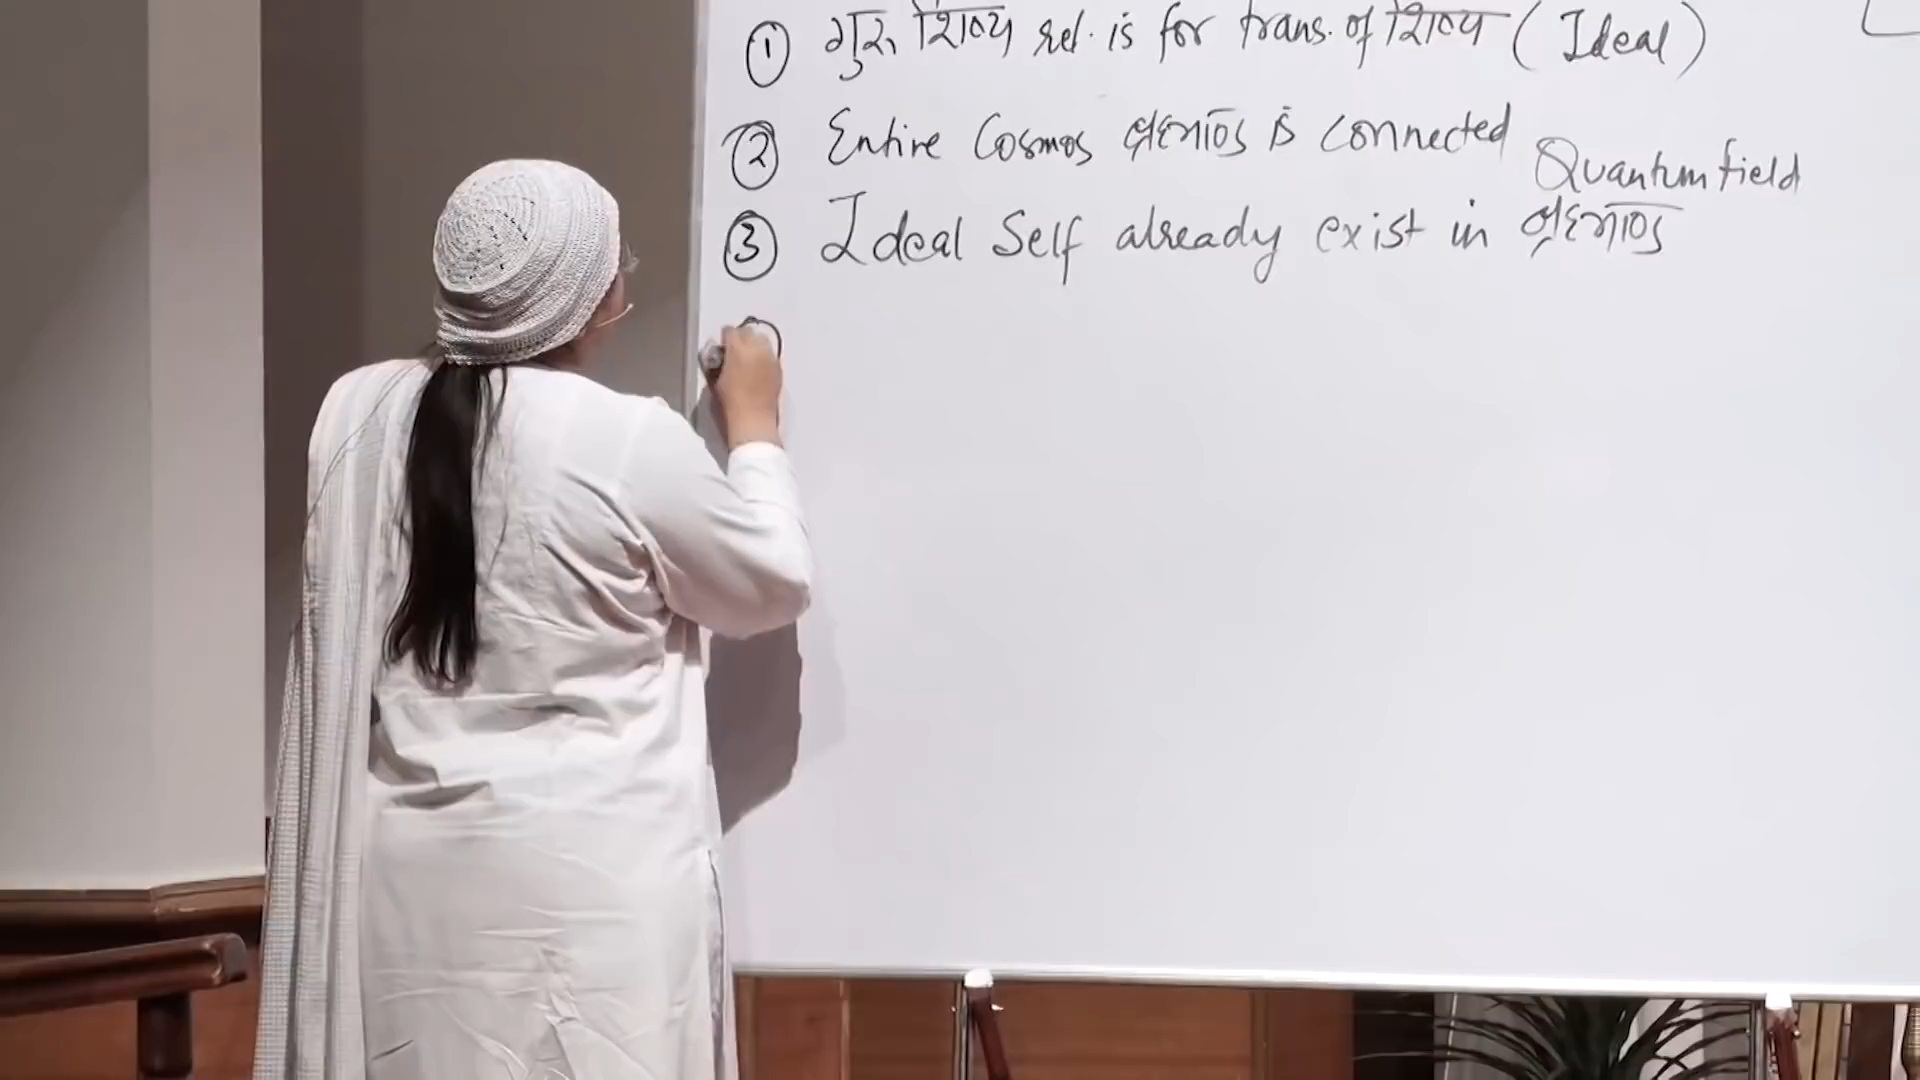 ① गुरु शिष्य rel. is for trans. of शिष्य (Ideal)
② Entire Cosmos ब्रह्मांड is connected
Quantum field
③ Ideal Self already exist in ब्रह्मांड